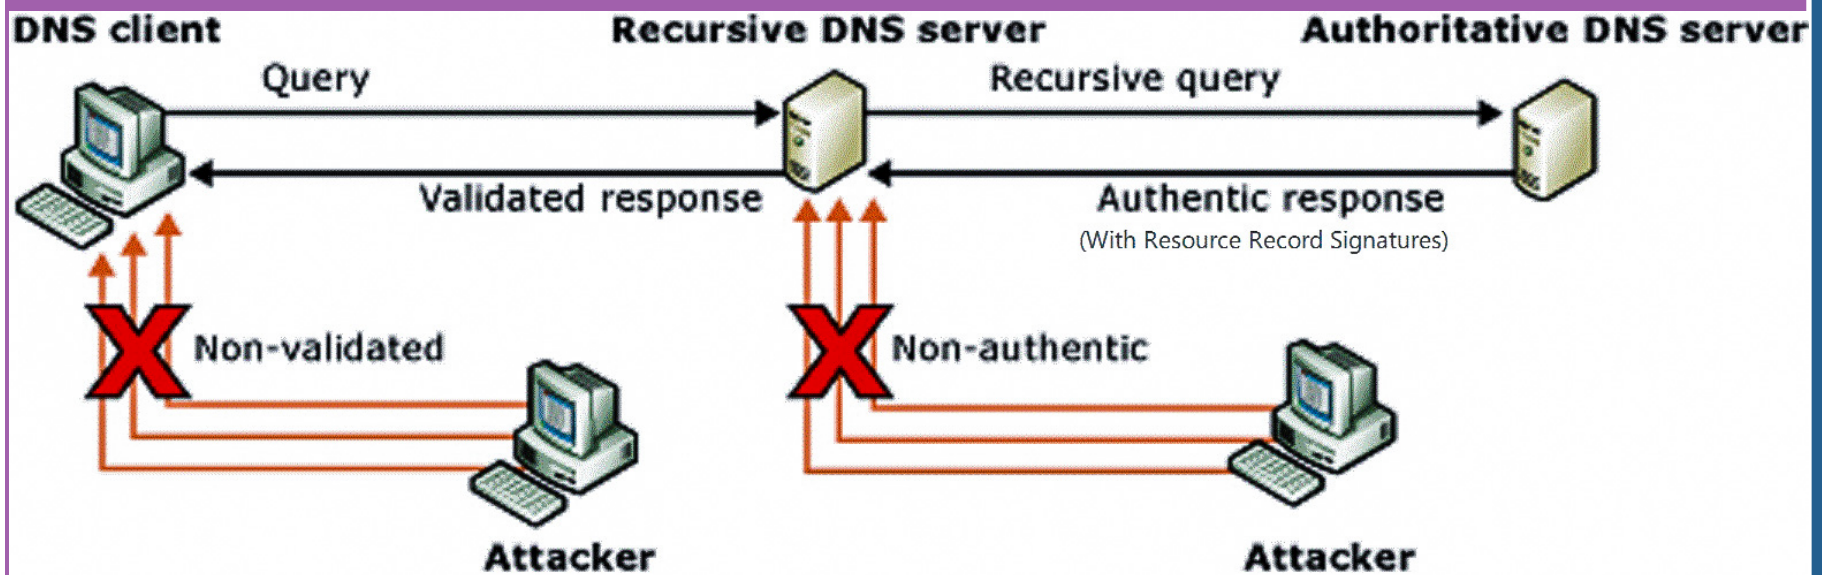 DNS client
Recursive DNS server
Authoritative DNS server
Query
Recursive query
Validated response
Authentic response
(With Resource Record Signatures)
Non-validated
Non-authentic
Attacker
Attacker